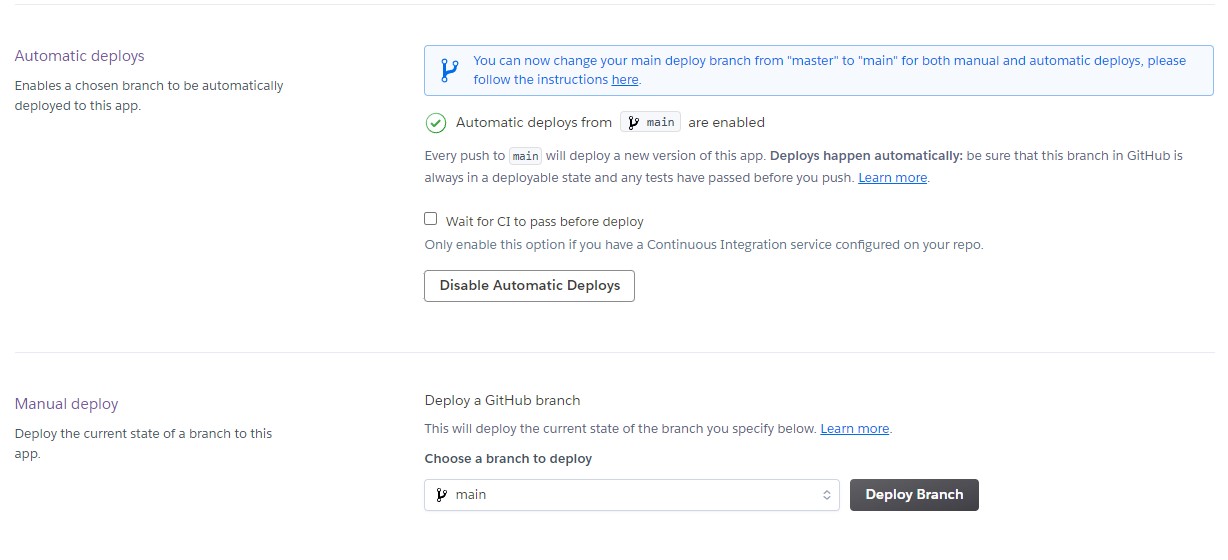 Automatic deploys
Enables a chosen branch to be automatically
deployed to this app.
You can now change your main deploy branch from "master" to "main" for both manual and automatic deploys, please
follow the instructions here.
Automatic deploys from main are enabled
Every push to main will deploy a new version of this app. Deploys happen automatically: be sure that this branch in GitHub is
always in a deployable state and any tests have passed before you push. Learn more.
Wait for CI to pass before deploy
Only enable this option if you have a Continuous Integration service configured on your repo.
Disable Automatic Deploys
Manual deploy
Deploy the current state of a branch to this
app.
Deploy a GitHub branch
This will deploy the current state of the branch you specify below. Learn more.
Choose a branch to deploy
main
Deploy Branch